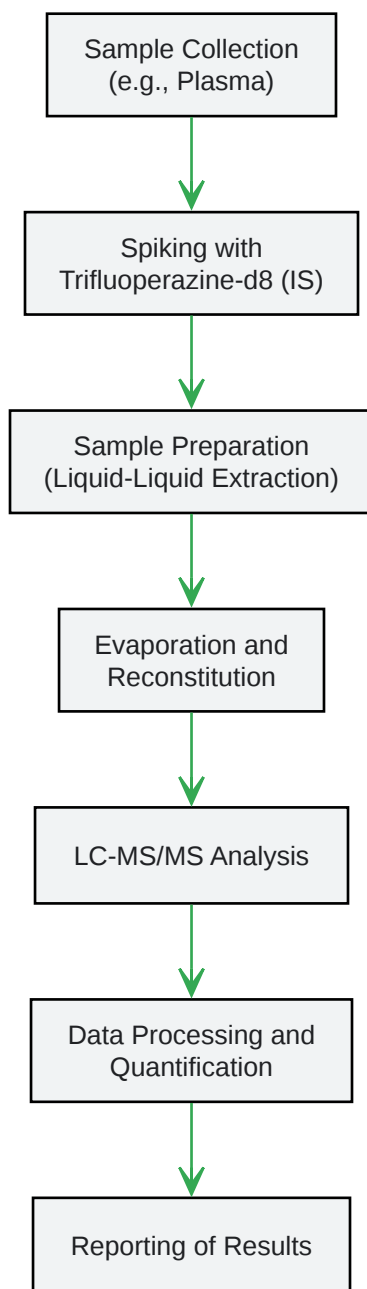 Sample Collection
(e.g., Plasma)
Spiking with
Trifluoperazine-d8 (IS)
Sample Preparation
(Liquid-Liquid Extraction)
Evaporation and
Reconstitution
LC-MS/MS Analysis
Data Processing and
Quantification
Reporting of Results